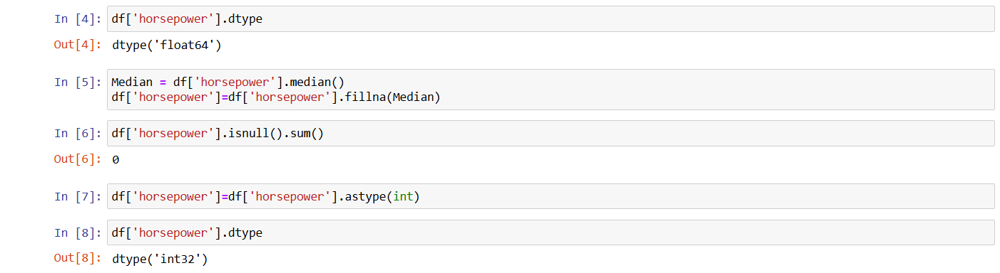 In [4]: df['horsepower'].dtype
Out[4]: dtype('float64')
In [5]: Median = df['horsepower'].median()
df['horsepower']=df['horsepower'].fillna(Median)
In [6]: df['horsepower'].isnull().sum()
Out[6]: 0
In [7]: df['horsepower']=df['horsepower'].astype(int)
In [8]: df['horsepower'].dtype
Out[8]: dtype('int32')